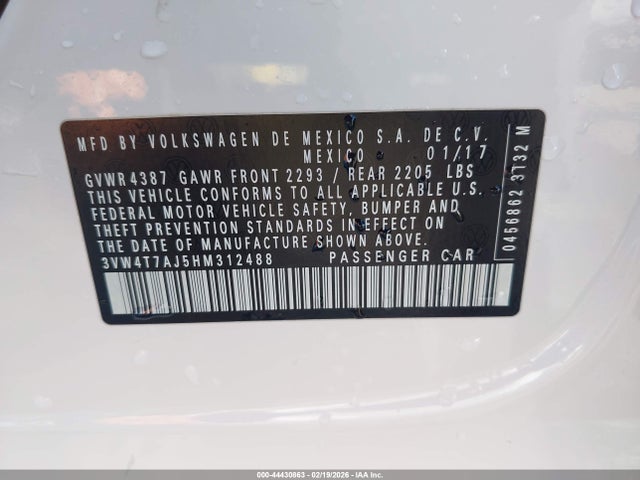 MFD BY VOLKSWAGEN DE MEXICO S.A. DE C.V.
MEXICO 01/17
GVWR 4387 GAWR FRONT 2293 / REAR 2205 LBS
THIS VEHICLE CONFORMS TO ALL APPLICABLE U.S.
FEDERAL MOTOR VEHICLE SAFETY. BUMPER AND
THEFT PREVENTION STANDARDS IN EFFECT ON
THE DATE OF MANUFACTURE SHOWN ABOVE.
3VW4T7AJ5HM312488 PASSENGER CAR
0456862 3T32 M
000-44430863 - 02/19/2026 - IAA Inc.